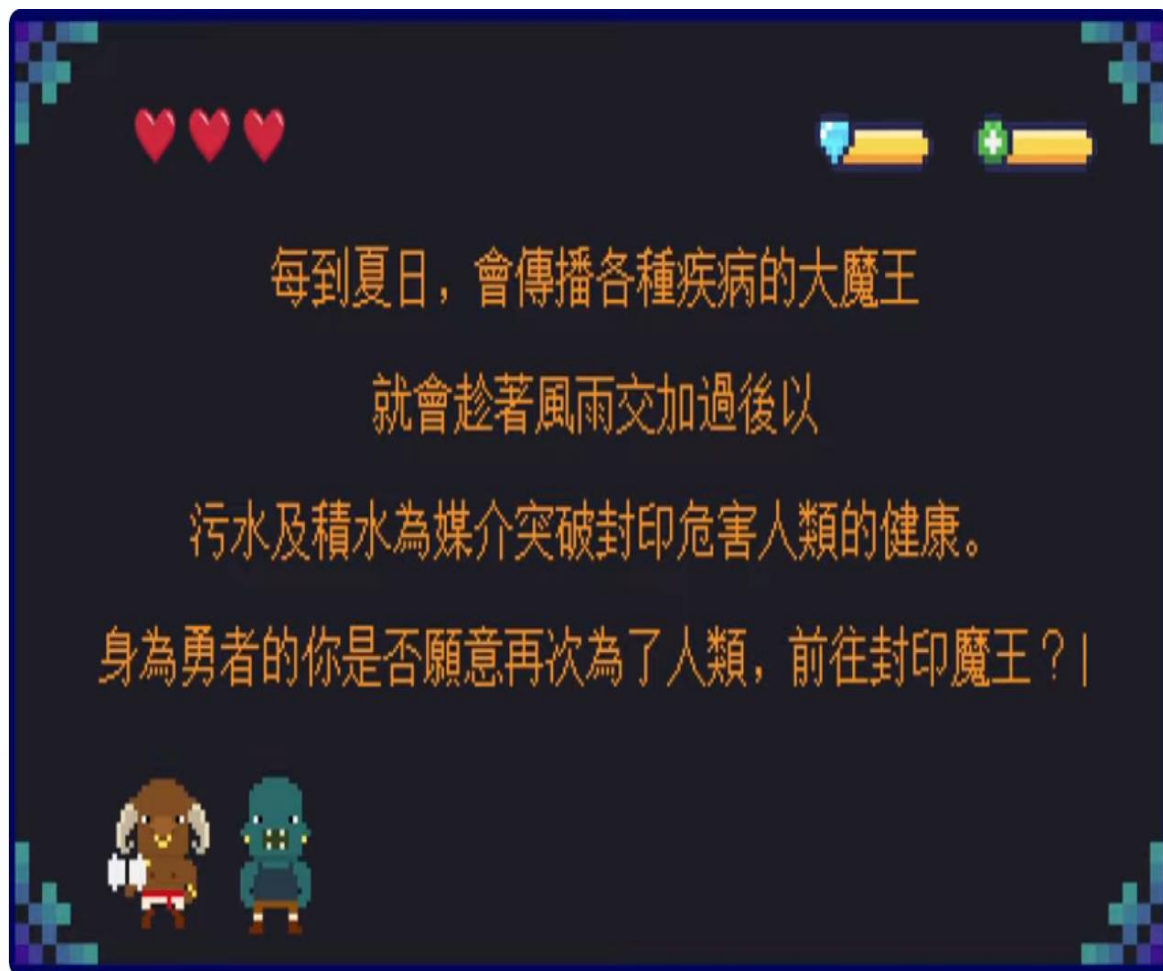 每到夏日，會傳播各種疾病的大魔王
就會趁著風雨交加過後以
污水及積水為媒介突破封印危害人類的健康。
身為勇者的你是否願意再次為了人類，前往封印魔王？|